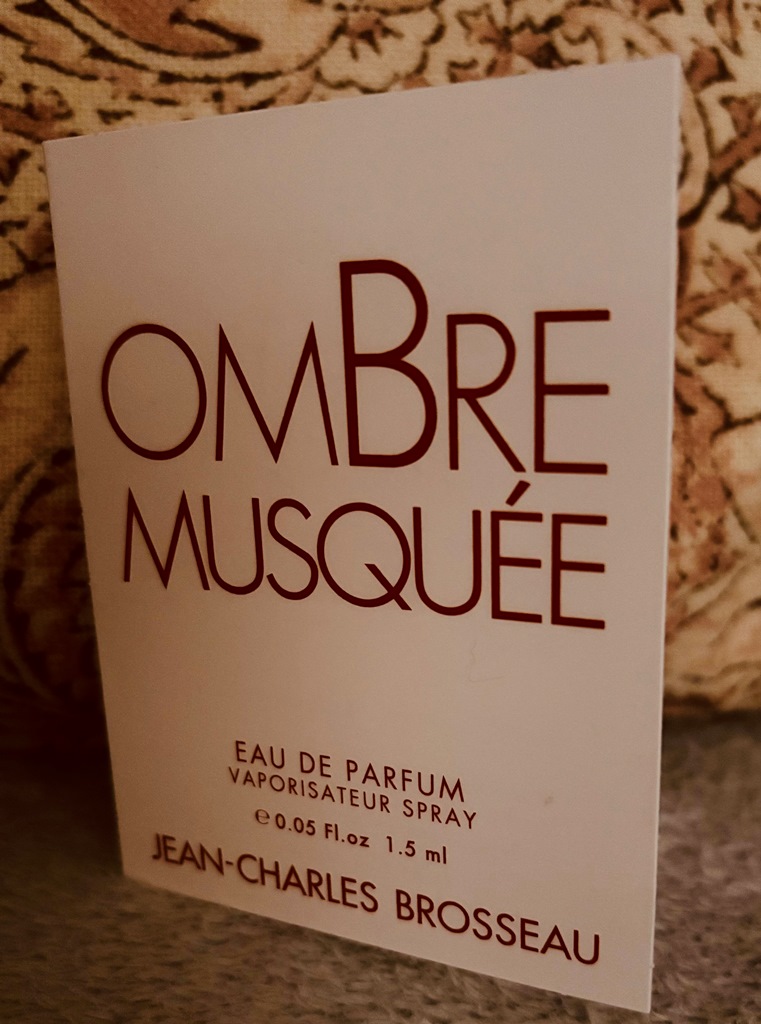 OMBRE
MUSQUÉE
EAU DE PARFUM
VAPORISATEUR SPRAY
℮ 0.05 Fl.oz 1.5 ml
JEAN-CHARLES BROSSEAU